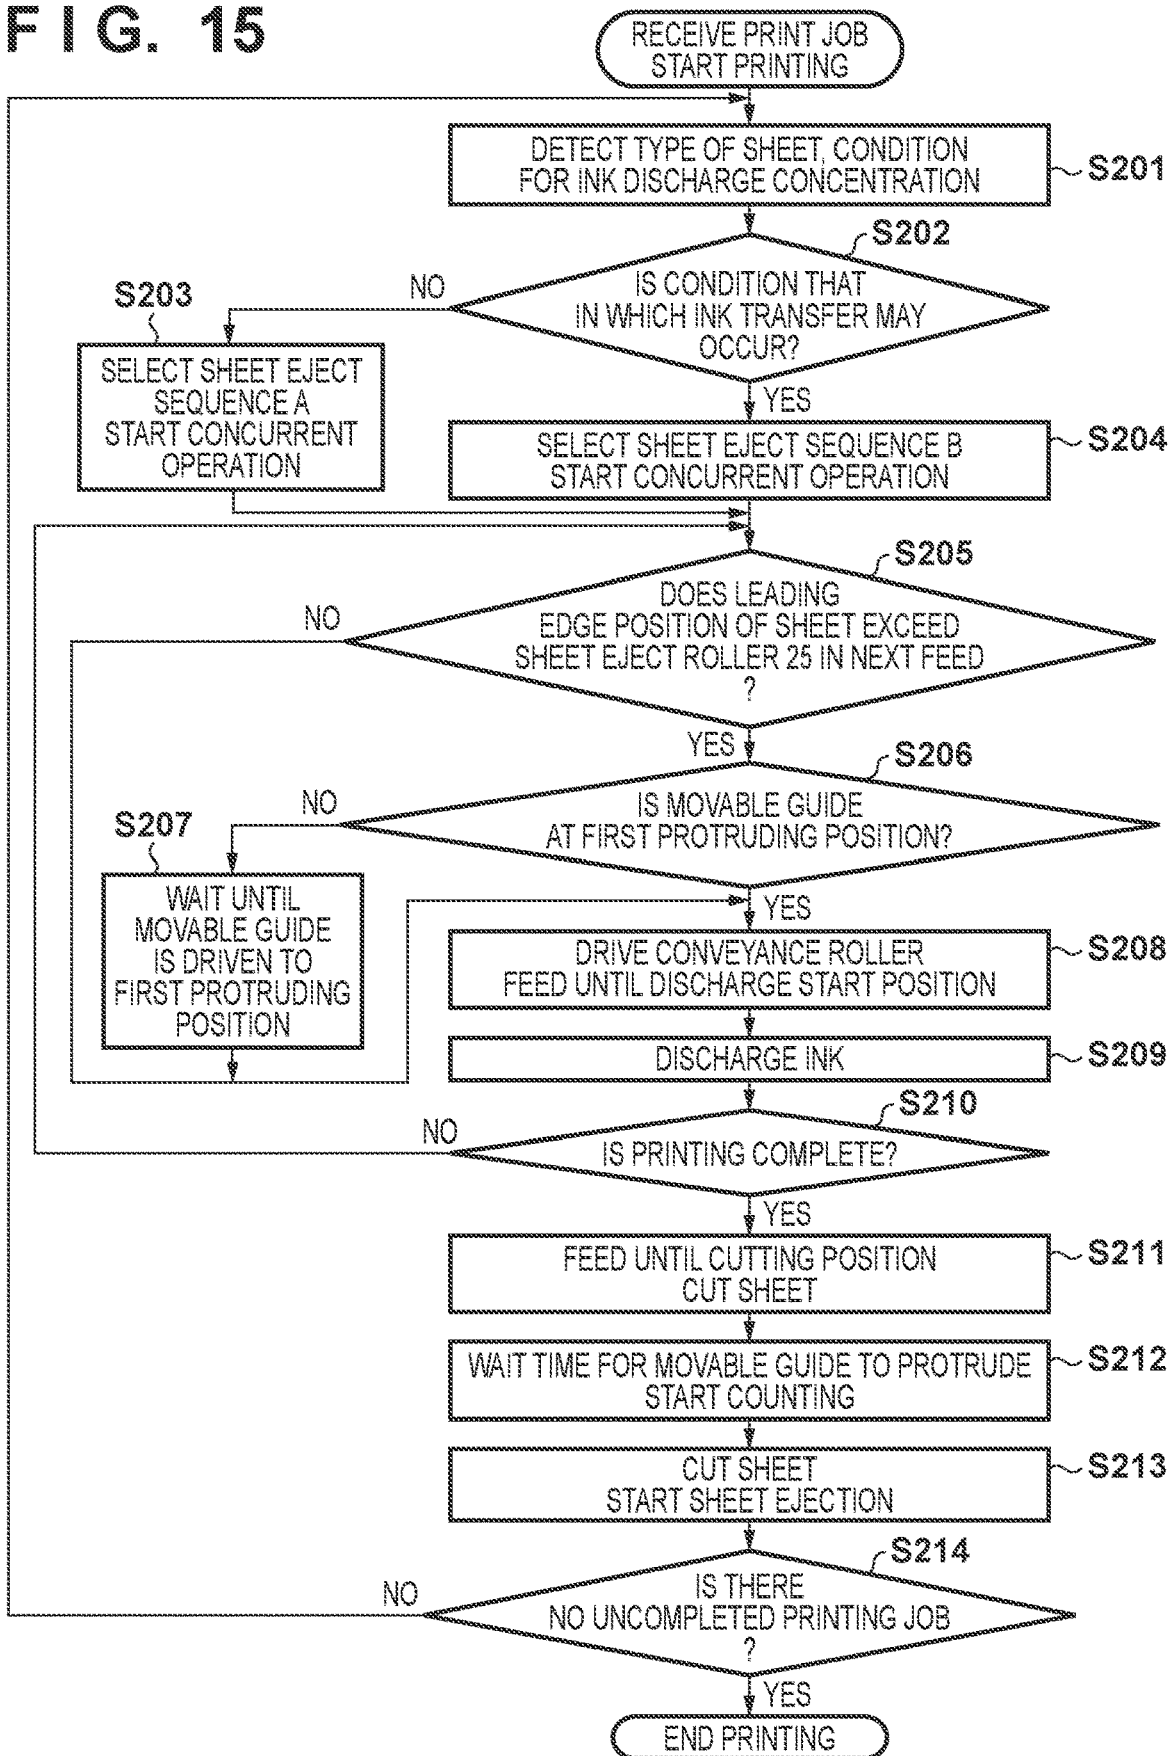 FIG. 15
RECEIVE PRINT JOB
START PRINTING
DETECT TYPE OF SHEET, CONDITION
FOR INK DISCHARGE CONCENTRATION
S201
S202
IS CONDITION THAT
IN WHICH INK TRANSFER MAY
OCCUR?
NO
YES
S203
SELECT SHEET EJECT
SEQUENCE A
START CONCURRENT
OPERATION
SELECT SHEET EJECT SEQUENCE B
START CONCURRENT OPERATION
S204
S205
DOES LEADING
EDGE POSITION OF SHEET EXCEED
SHEET EJECT ROLLER 25 IN NEXT FEED
?
NO
YES
S206
IS MOVABLE GUIDE
AT FIRST PROTRUDING POSITION?
NO
YES
S207
WAIT UNTIL
MOVABLE GUIDE
IS DRIVEN TO
FIRST PROTRUDING
POSITION
DRIVE CONVEYANCE ROLLER
FEED UNTIL DISCHARGE START POSITION
S208
DISCHARGE INK
S209
S210
IS PRINTING COMPLETE?
NO
YES
FEED UNTIL CUTTING POSITION
CUT SHEET
S211
WAIT TIME FOR MOVABLE GUIDE TO PROTRUDE
START COUNTING
S212
CUT SHEET
START SHEET EJECTION
S213
S214
IS THERE
NO UNCOMPLETED PRINTING JOB
?
NO
YES
END PRINTING